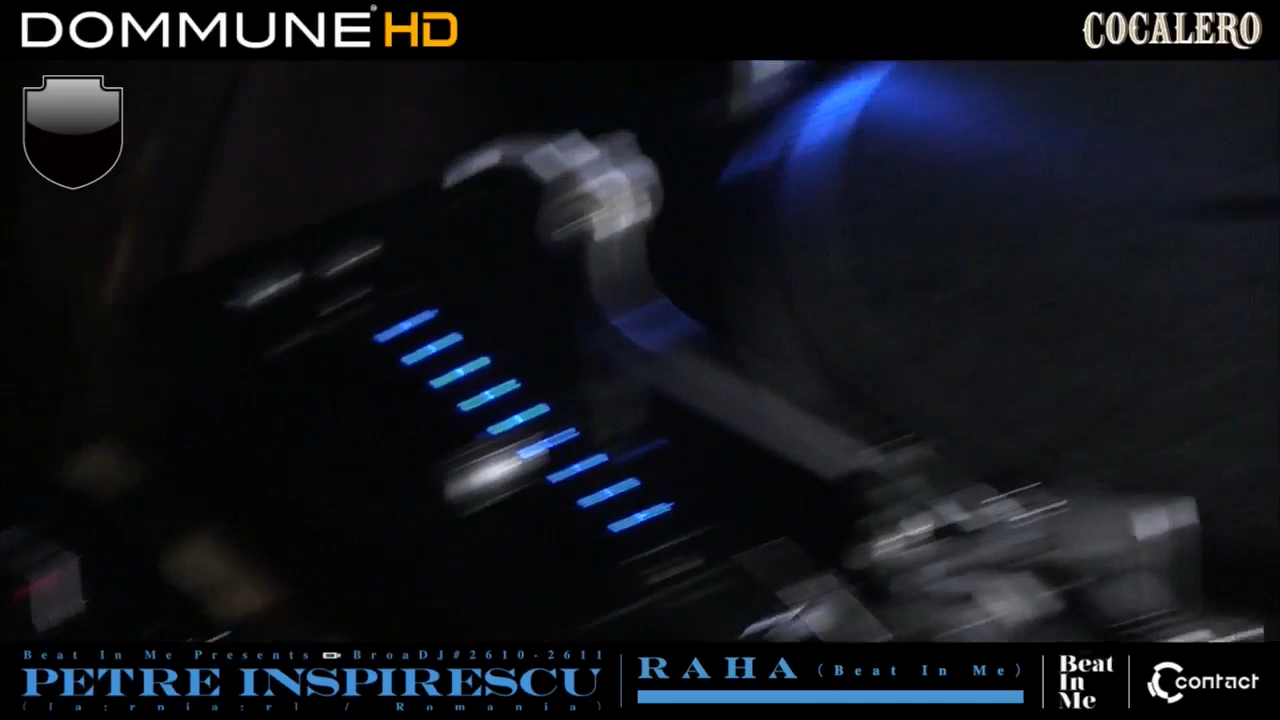 DOMMUNE® HD
COCALERO
Beat In Me Presents BroaDJ#2610-2611
PETRE INSPIRESCU
([a:rpia:r] / Romania)
RAHA (Beat In Me)
Beat
In
Me
contact